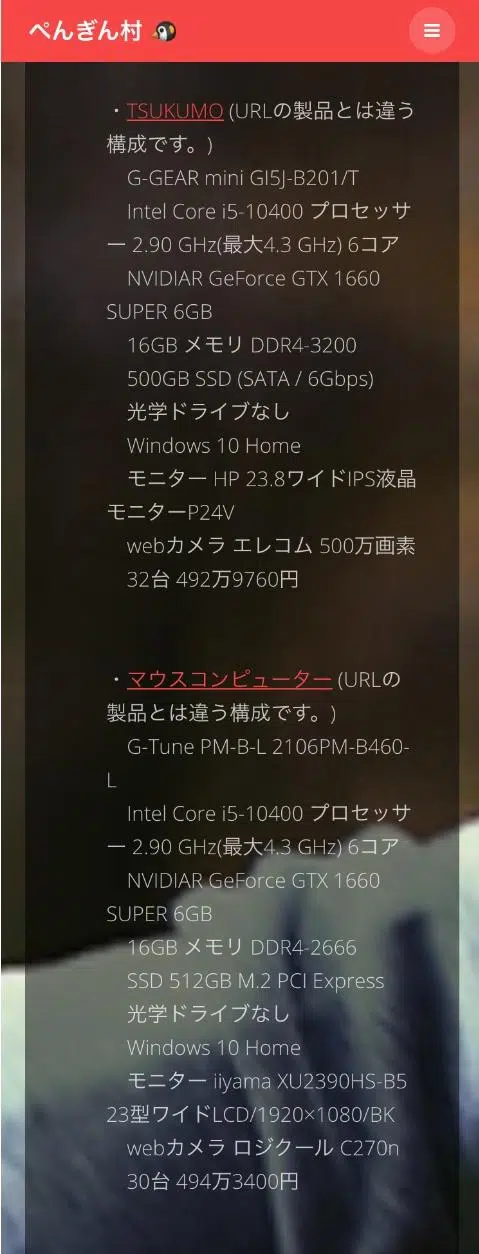 ぺんぎん村 🐧
・TSUKUMO (URLの製品とは違う
構成です。)
G-GEAR mini GI5J-B201/T
Intel Core i5-10400 プロセッサ
ー 2.90 GHz(最大4.3 GHz) 6コア
NVIDIAR GeForce GTX 1660
SUPER 6GB
16GB メモリ DDR4-3200
500GB SSD (SATA / 6Gbps)
光学ドライブなし
Windows 10 Home
モニター HP 23.8ワイドIPS液晶
モニターP24V
webカメラ エレコム 500万画素
32台 492万9760円
・マウスコンピューター (URLの
製品とは違う構成です。)
G-Tune PM-B-L 2106PM-B460-
L
Intel Core i5-10400 プロセッサ
ー 2.90 GHz(最大4.3 GHz) 6コア
NVIDIAR GeForce GTX 1660
SUPER 6GB
16GB メモリ DDR4-2666
SSD 512GB M.2 PCI Express
光学ドライブなし
Windows 10 Home
モニター iiyama XU2390HS-B5
23型ワイドLCD/1920×1080/BK
webカメラ ロジクール C270n
30台 494万3400円